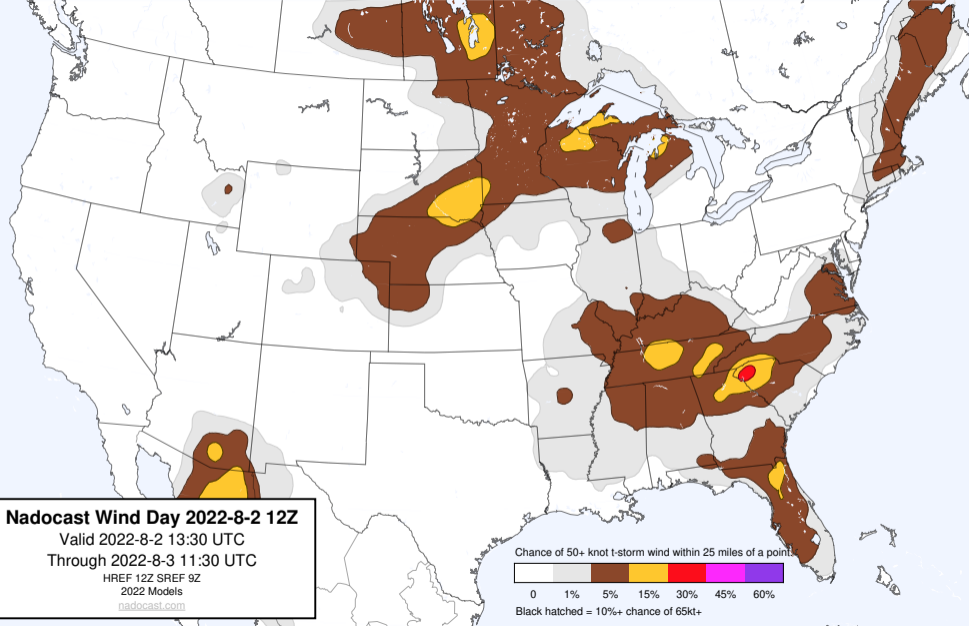 Nadocast Wind Day 2022-8-2 12Z
Valid 2022-8-2 13:30 UTC
Through 2022-8-3 11:30 UTC
HREF 12Z SREF 9Z
2022 Models
nadocast.com
Chance of 50+ knot t-storm wind within 25 miles of a point.
0 1% 5% 15% 30% 45% 60%
Black hatched = 10%+ chance of 65kt+